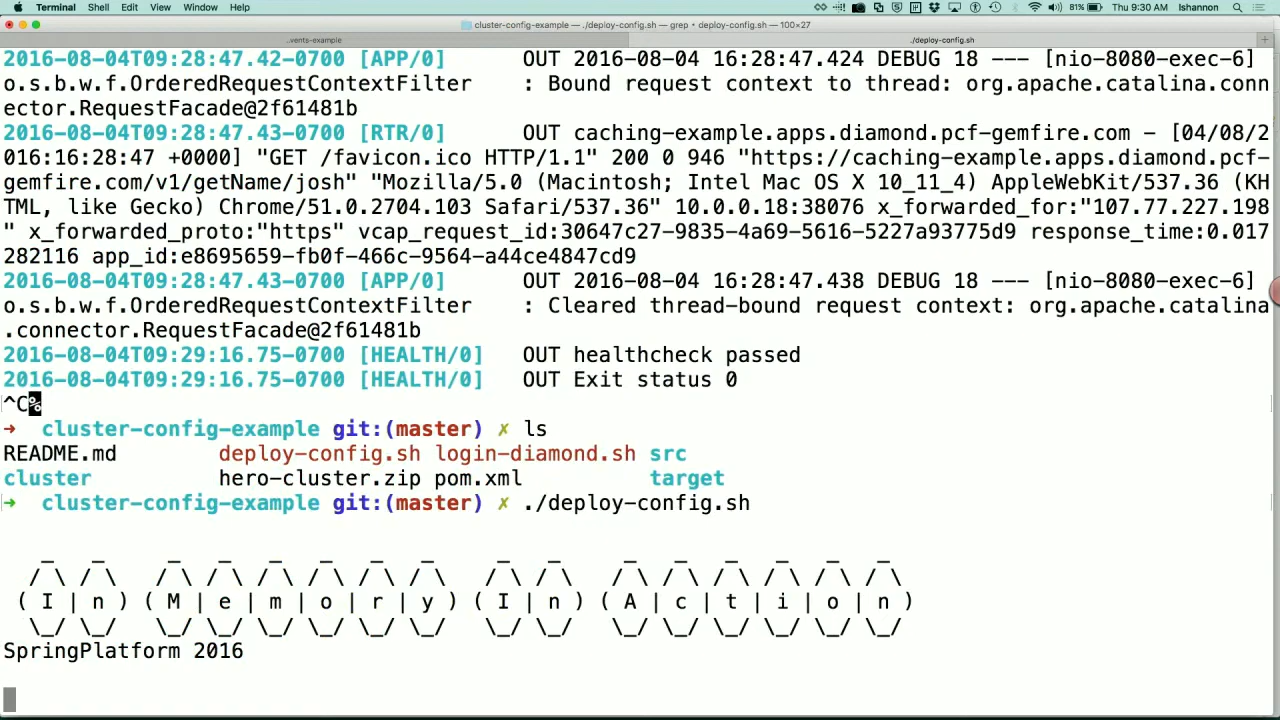 Terminal Shell Edit View Window Help 81% Thu 9:30 AM lshannon
cluster-config-example — ./deploy-config.sh — grep • deploy-config.sh — 100×27
..vents-example ./deploy-config.sh
2016-08-04T09:28:47.42-0700 [APP/0] OUT 2016-08-04 16:28:47.424 DEBUG 18 --- [nio-8080-exec-6]
o.s.b.w.f.OrderedRequestContextFilter : Bound request context to thread: org.apache.catalina.conn
ector.RequestFacade@2f61481b
2016-08-04T09:28:47.43-0700 [RTR/0] OUT caching-example.apps.diamond.pcf-gemfire.com - [04/08/2
016:16:28:47 +0000] "GET /favicon.ico HTTP/1.1" 200 0 946 "https://caching-example.apps.diamond.pcf-
gemfire.com/v1/getName/josh" "Mozilla/5.0 (Macintosh; Intel Mac OS X 10_11_4) AppleWebKit/537.36 (KH
TML, like Gecko) Chrome/51.0.2704.103 Safari/537.36" 10.0.0.18:38076 x_forwarded_for:"107.77.227.198
" x_forwarded_proto:"https" vcap_request_id:30647c27-9835-4a69-5616-5227a93775d9 response_time:0.017
282116 app_id:e8695659-fb0f-466c-9564-a44ce4847cd9
2016-08-04T09:28:47.43-0700 [APP/0] OUT 2016-08-04 16:28:47.438 DEBUG 18 --- [nio-8080-exec-6]
o.s.b.w.f.OrderedRequestContextFilter : Cleared thread-bound request context: org.apache.catalina
.connector.RequestFacade@2f61481b
2016-08-04T09:29:16.75-0700 [HEALTH/0] OUT healthcheck passed
2016-08-04T09:29:16.75-0700 [HEALTH/0] OUT Exit status 0
^C%
➜ cluster-config-example git:(master) ✗ ls
README.md deploy-config.sh login-diamond.sh src
cluster hero-cluster.zip pom.xml target
➜ cluster-config-example git:(master) ✗ ./deploy-config.sh
( I | n ) ( M | e | m | o | r | y ) ( I | n ) ( A | c | t | i | o | n )
SpringPlatform 2016